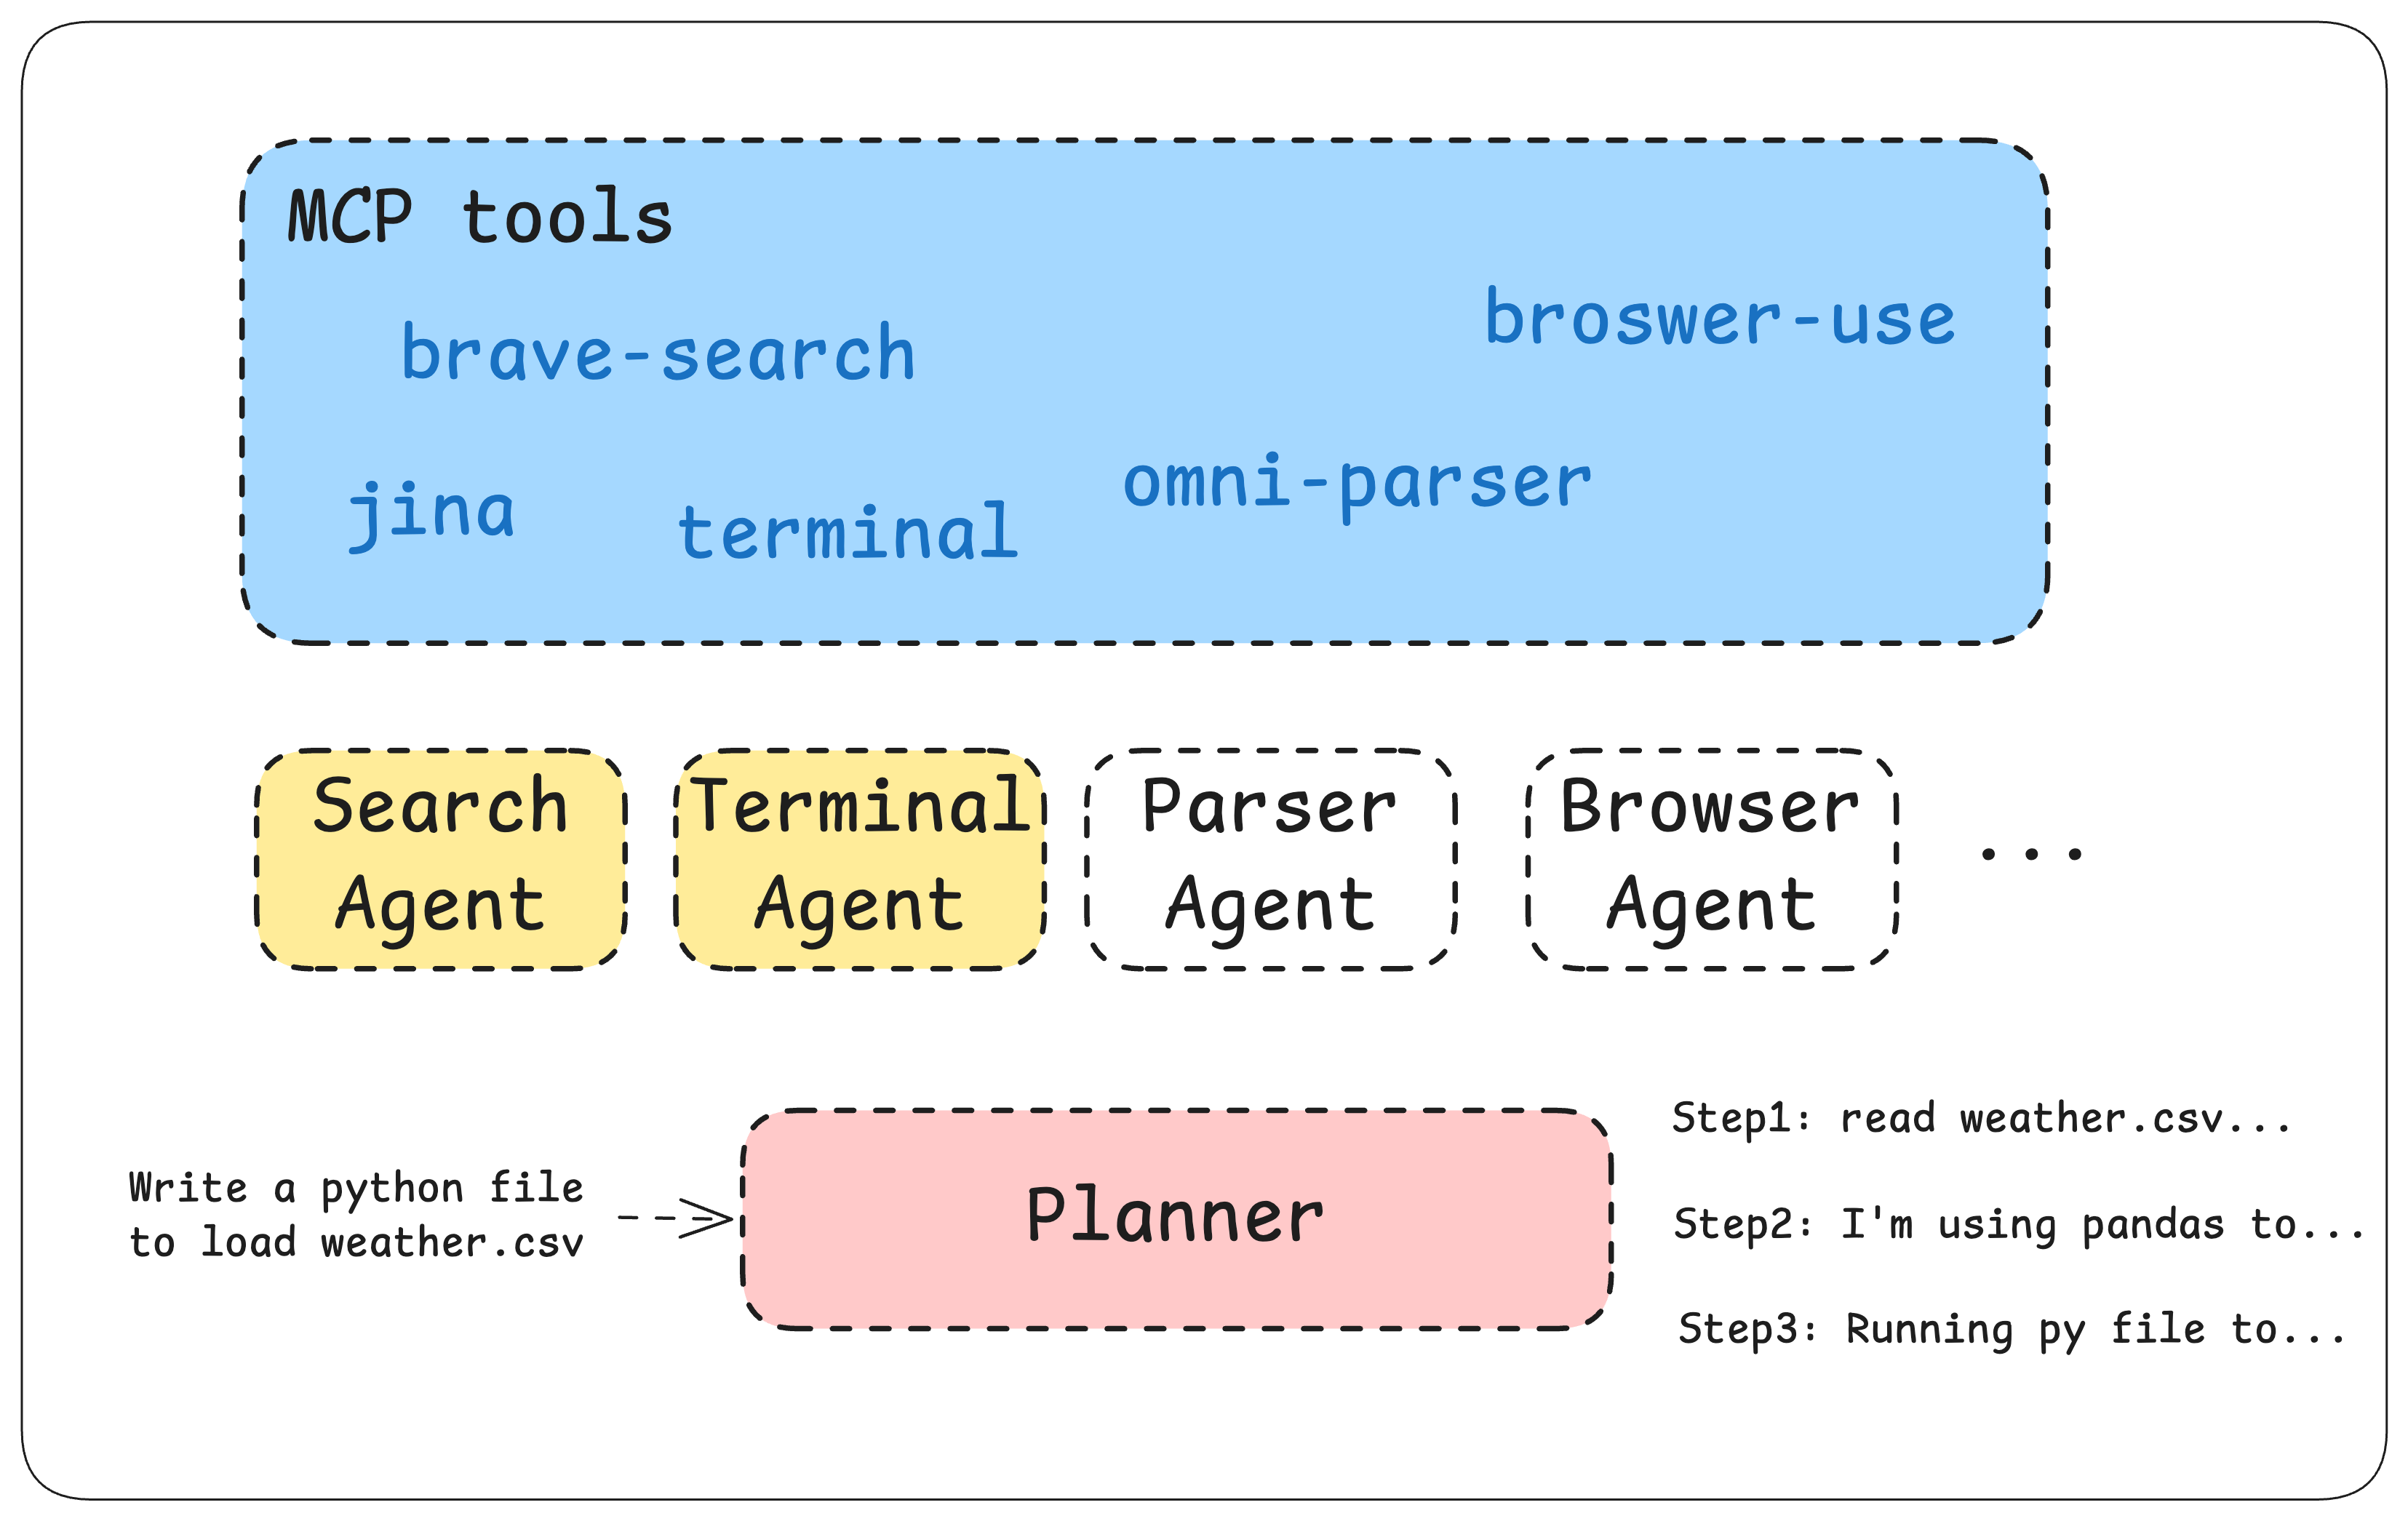 MCP tools
broswer-use
brave-search
omni-parser
jina
terminal
Search
Agent
Terminal
Agent
Parser
Agent
Browser
Agent
...
Write a python file
to load weather.csv
Planner
Step1: read weather.csv...
Step2: I'm using pandas to...
Step3: Running py file to...